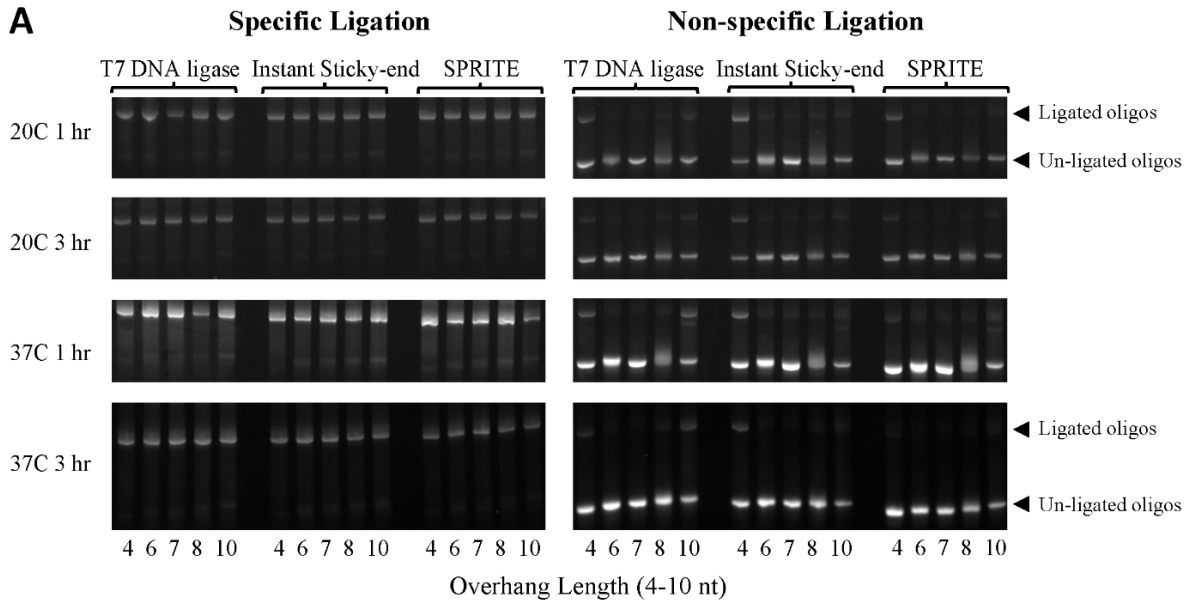 A
Specific Ligation
Non-specific Ligation
T7 DNA ligase Instant Sticky-end SPRITE
T7 DNA ligase Instant Sticky-end SPRITE
20C 1 hr
Ligated oligos
Un-ligated oligos
20C 3 hr
37C 1 hr
37C 3 hr
Ligated oligos
Un-ligated oligos
4 6 7 8 10 4 6 7 8 10 4 6 7 8 10
4 6 7 8 10 4 6 7 8 10 4 6 7 8 10
Overhang Length (4-10 nt)